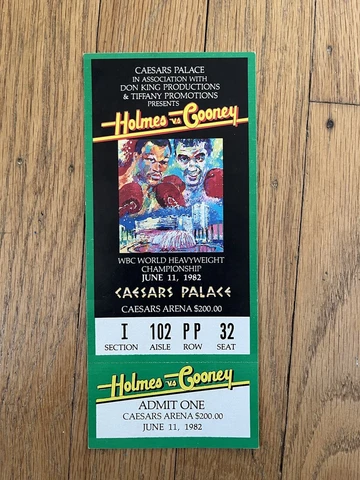 CAESARS PALACE
IN ASSOCIATION WITH
DON KING PRODUCTIONS
& TIFFANY PROMOTIONS
PRESENTS
Holmes vs Cooney
WBC WORLD HEAVYWEIGHT
CHAMPIONSHIP
JUNE 11, 1982
CAESARS PALACE
CAESARS ARENA $200.00
I 102 PP 32
SECTION AISLE ROW SEAT
Holmes vs Cooney
ADMIT ONE
CAESARS ARENA $200.00
JUNE 11, 1982